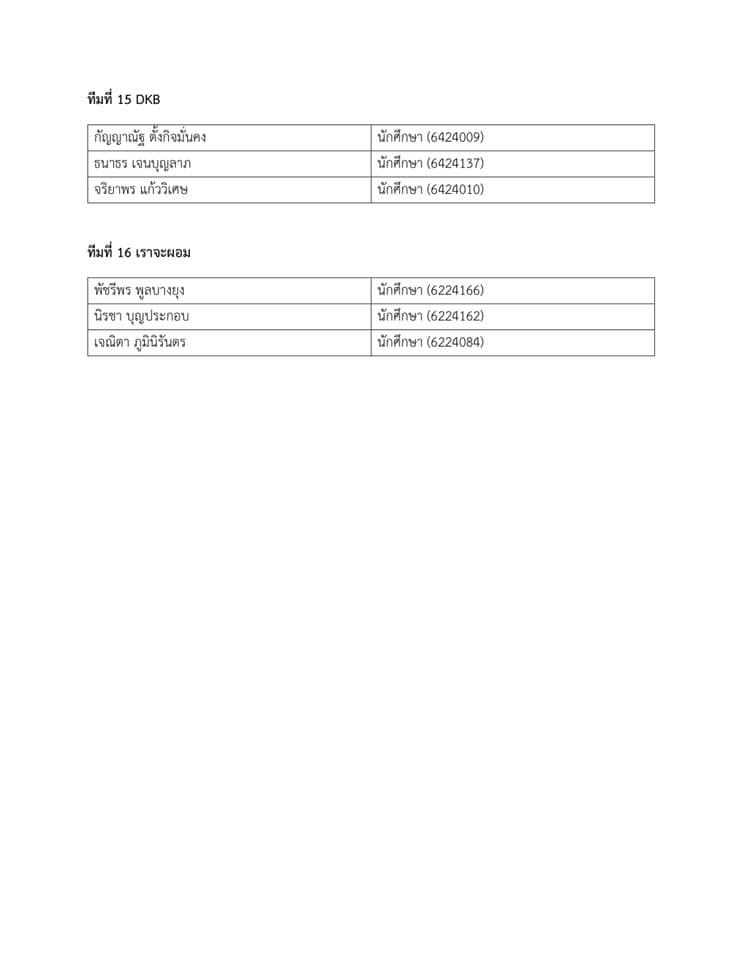 ทีมที่ 15 DKB
กัญญาณัฐ ตั้งกิจมั่นคง นักศึกษา (6424009)
ธนาธร เจนบุญลาภ นักศึกษา (6424137)
จริยาพร แก้ววิเศษ นักศึกษา (6424010)
ทีมที่ 16 เราจะผอม
พัชรีพร พูลบางยุง นักศึกษา (6224166)
นิรชา บุญประกอบ นักศึกษา (6224162)
เจณิตา ภูมินิรันดร นักศึกษา (6224084)